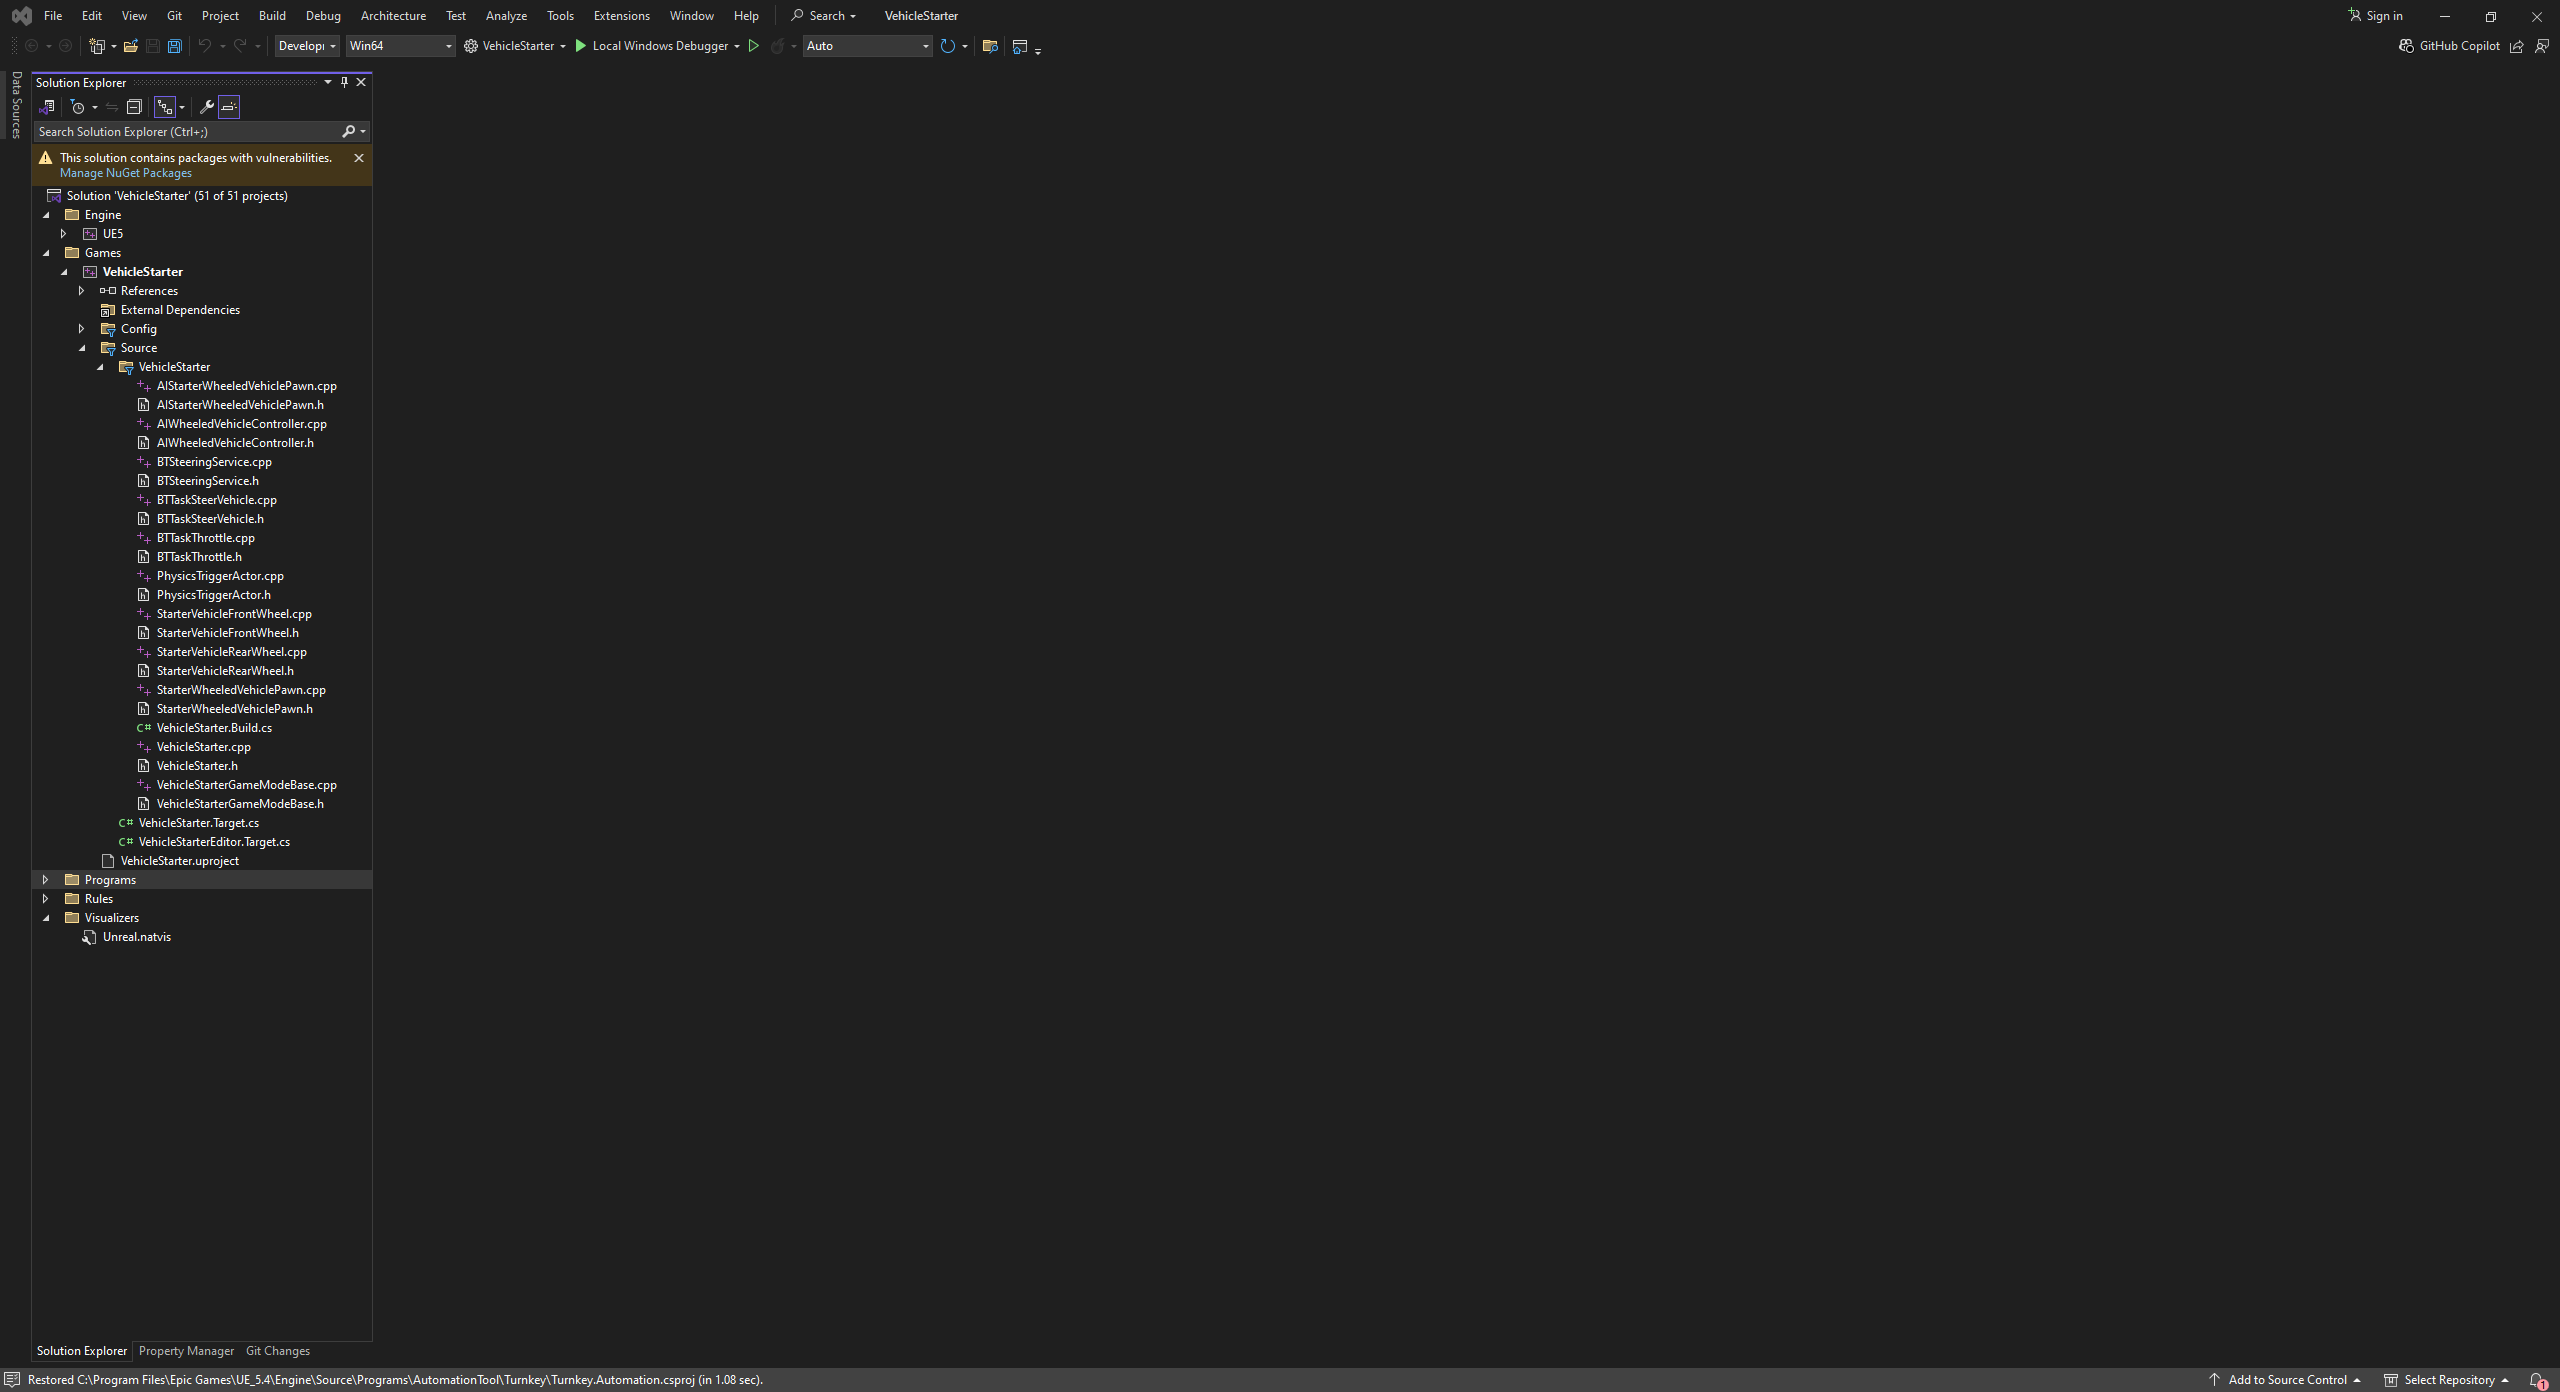 File Edit View Git Project Build Debug Architecture Test Analyze Tools Extensions Window Help Search VehicleStarter Sign in
Develop Win64 VehicleStarter Local Windows Debugger Auto GitHub Copilot
Data Sources
Solution Explorer
Search Solution Explorer (Ctrl+;)
This solution contains packages with vulnerabilities.
Manage NuGet Packages
Solution 'VehicleStarter' (51 of 51 projects)
Engine
UE5
Games
VehicleStarter
References
External Dependencies
Config
Source
VehicleStarter
AIStarterWheeledVehiclePawn.cpp
AIStarterWheeledVehiclePawn.h
AIWheeledVehicleController.cpp
AIWheeledVehicleController.h
BTSteeringService.cpp
BTSteeringService.h
BTTaskSteerVehicle.cpp
BTTaskSteerVehicle.h
BTTaskThrottle.cpp
BTTaskThrottle.h
PhysicsTriggerActor.cpp
PhysicsTriggerActor.h
StarterVehicleFrontWheel.cpp
StarterVehicleFrontWheel.h
StarterVehicleRearWheel.cpp
StarterVehicleRearWheel.h
StarterWheeledVehiclePawn.cpp
StarterWheeledVehiclePawn.h
C# VehicleStarter.Build.cs
VehicleStarter.cpp
VehicleStarter.h
VehicleStarterGameModeBase.cpp
VehicleStarterGameModeBase.h
C# VehicleStarter.Target.cs
C# VehicleStarterEditor.Target.cs
VehicleStarter.uproject
Programs
Rules
Visualizers
Unreal.natvis
Solution Explorer Property Manager Git Changes
Restored C:\Program Files\Epic Games\UE_5.4\Engine\Source\Programs\AutomationTool\Turnkey\Turnkey.Automation.csproj (in 1.08 sec). Add to Source Control Select Repository 1